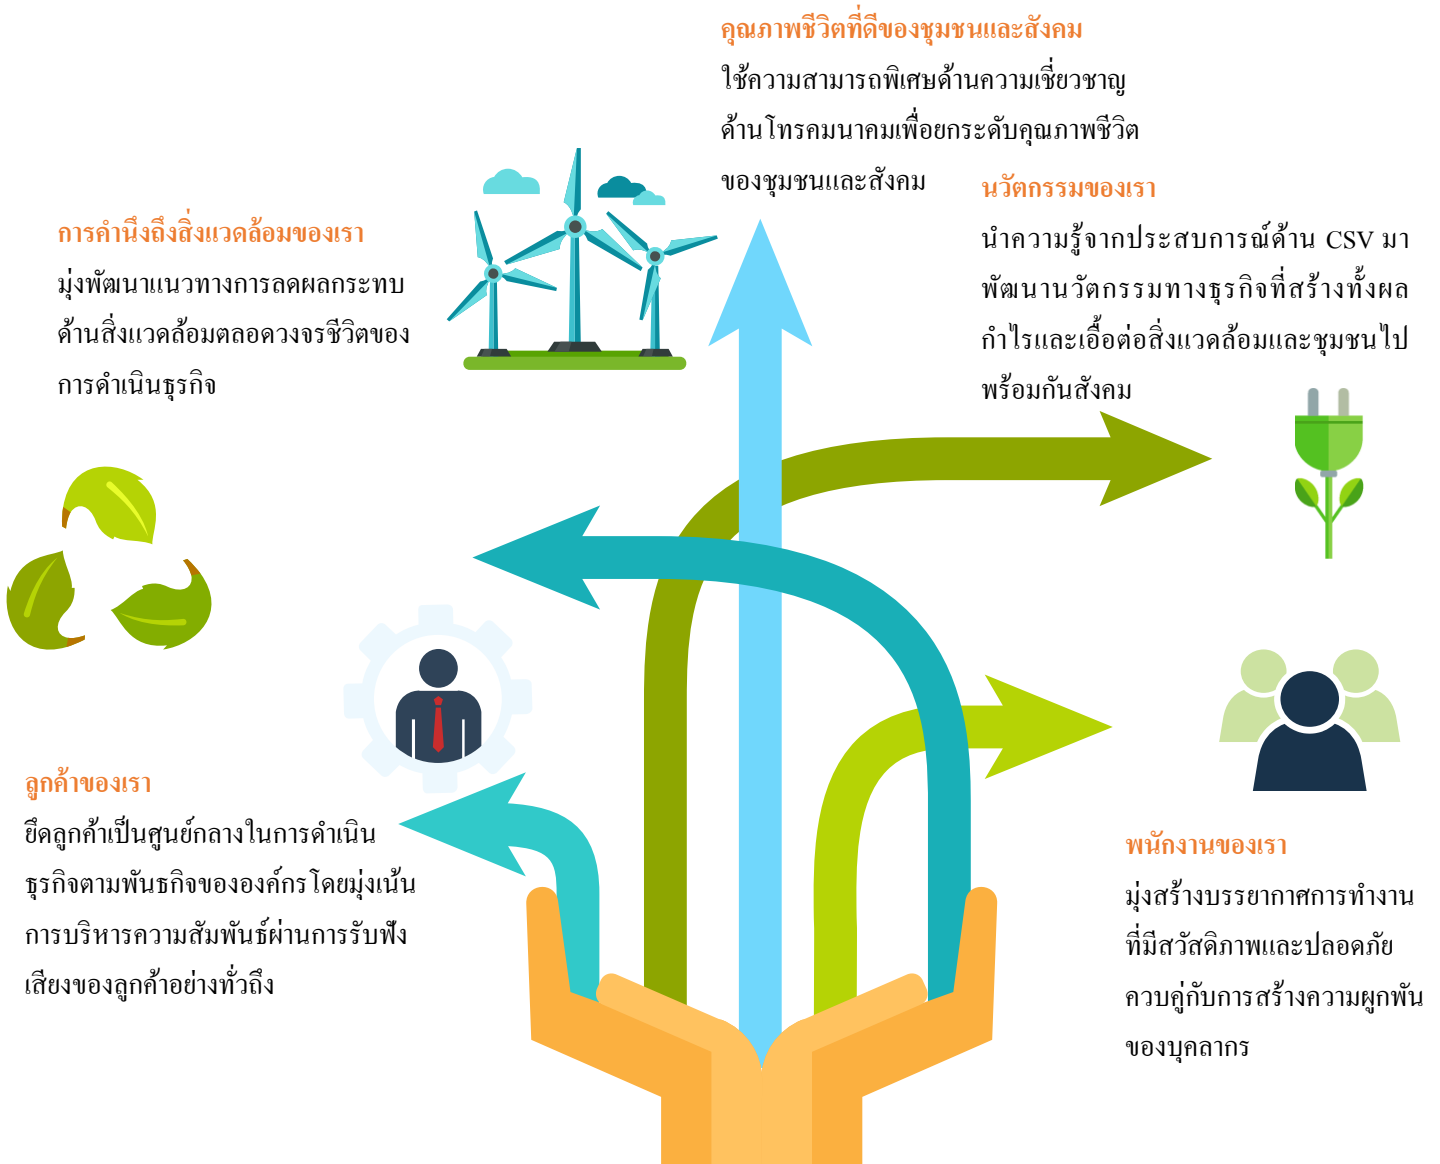 คุณภาพชีวิตที่ดีของชุมชนและสังคม
ใช้ความสามารถพิเศษด้านความเชี่ยวชาญ
ด้านโทรคมนาคมเพื่อยกระดับคุณภาพชีวิต
ของชุมชนและสังคม
นวัตกรรมของเรา
นำความรู้จากประสบการณ์ด้าน CSV มา
พัฒนานวัตกรรมทางธุรกิจที่สร้างทั้งผล
กำไรและเอื้อต่อสิ่งแวดล้อมและชุมชนไป
พร้อมกันสังคม
การคำนึงถึงสิ่งแวดล้อมของเรา
มุ่งพัฒนาแนวทางการลดผลกระทบ
ด้านสิ่งแวดล้อมตลอดวงจรชีวิตของ
การดำเนินธุรกิจ
ลูกค้าของเรา
ยึดลูกค้าเป็นศูนย์กลางในการดำเนิน
ธุรกิจตามพันธกิจขององค์กรโดยมุ่งเน้น
การบริหารความสัมพันธ์ผ่านการรับฟัง
เสียงของลูกค้าอย่างทั่วถึง
พนักงานของเรา
มุ่งสร้างบรรยากาศการทำงาน
ที่มีสวัสดิภาพและปลอดภัย
ควบคู่กับการสร้างความผูกพัน
ของบุคลากร